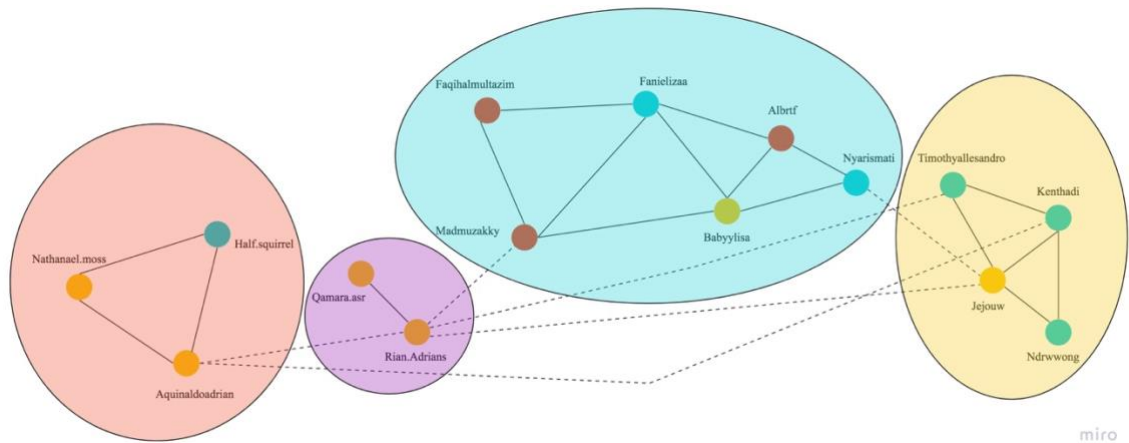 Faqihalmultazim
Fanielizaa
Albrtf
Nyarismati
Timothyallesandro
Kenthadi
Half.squirrel
Nathanael.moss
Madmuzakky
Babyylisa
Qamara.asr
Jejouw
Rian.Adrians
Ndrwwong
Aquinaldoadrian
miro